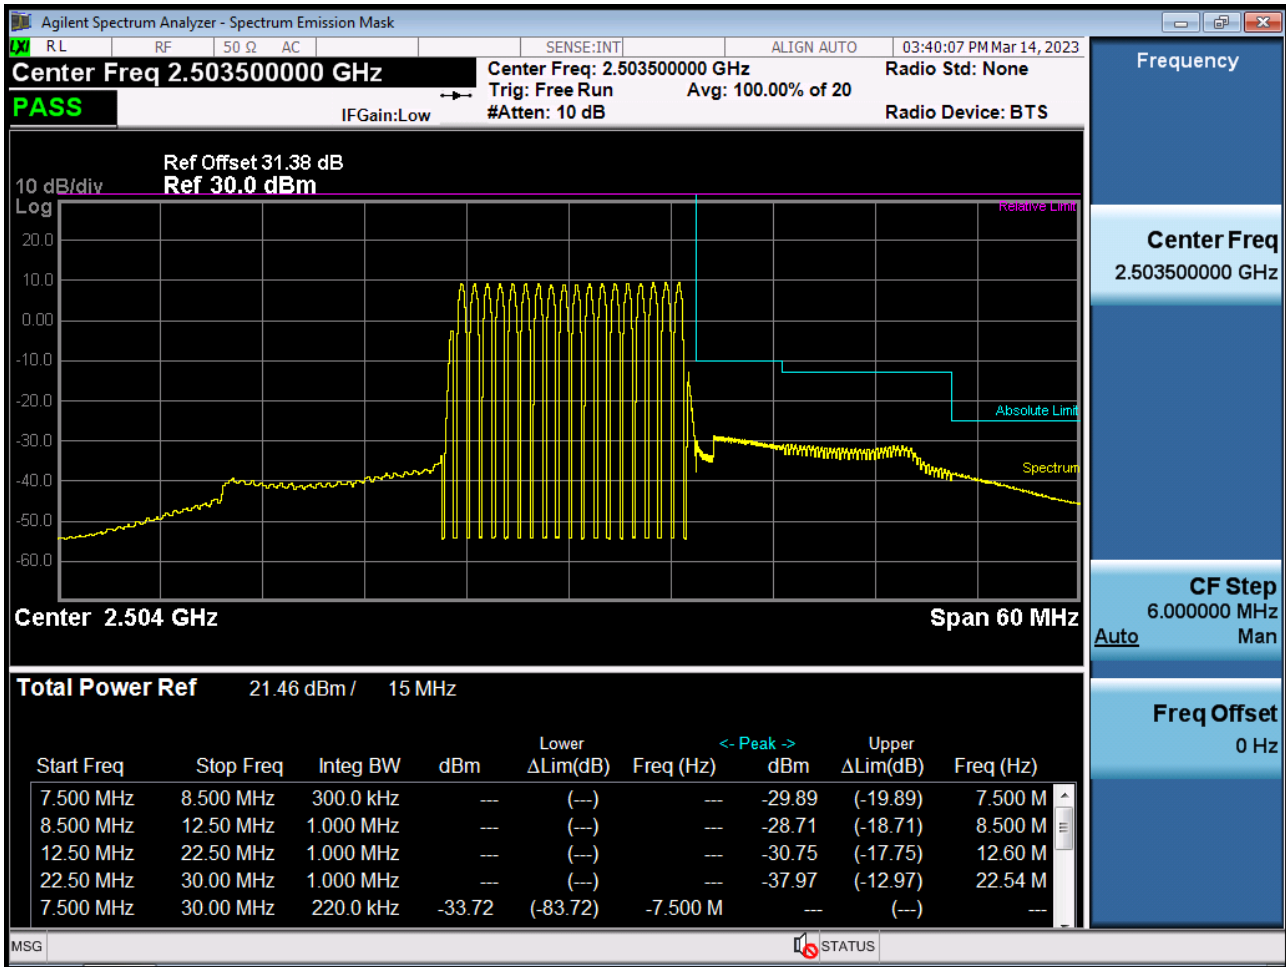 Agilent Spectrum Analyzer - Spectrum Emission Mask
LXI RL RF 50 Ω AC SENSE:INT ALIGN AUTO 03:40:07 PM Mar 14, 2023
Center Freq 2.503500000 GHz Center Freq: 2.503500000 GHz Radio Std: None
Trig: Free Run Avg: 100.00% of 20
PASS IFGain:Low #Atten: 10 dB Radio Device: BTS
Ref Offset 31.38 dB
10 dB/div Ref 30.0 dBm
Log
Relative Limit
20.0
10.0
0.00
-10.0
-20.0
Absolute Limit
-30.0
Spectrum
-40.0
-50.0
-60.0
Center 2.504 GHz Span 60 MHz
Total Power Ref 21.46 dBm / 15 MHz
Lower <- Peak -> Upper
Start Freq Stop Freq Integ BW dBm ΔLim(dB) Freq (Hz) dBm ΔLim(dB) Freq (Hz)
7.500 MHz 8.500 MHz 300.0 kHz --- (---) --- -29.89 (-19.89) 7.500 M
8.500 MHz 12.50 MHz 1.000 MHz --- (---) --- -28.71 (-18.71) 8.500 M
12.50 MHz 22.50 MHz 1.000 MHz --- (---) --- -30.75 (-17.75) 12.60 M
22.50 MHz 30.00 MHz 1.000 MHz --- (---) --- -37.97 (-12.97) 22.54 M
7.500 MHz 30.00 MHz 220.0 kHz -33.72 (-83.72) -7.500 M --- (---) ---
MSG STATUS
Frequency
Center Freq
2.503500000 GHz
CF Step
6.000000 MHz
Auto Man
Freq Offset
0 Hz